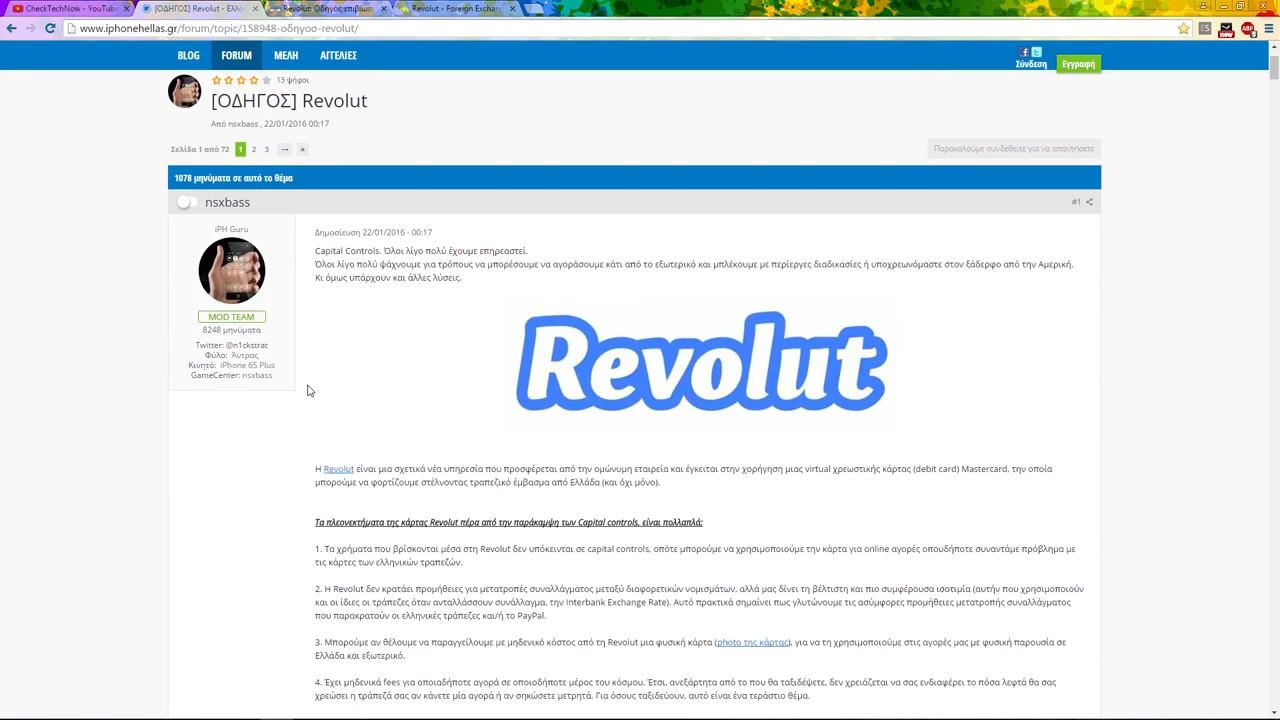 CheckTechNow - YouTube
[ΟΔΗΓΟΣ] Revolut - Ελλ
Revolut: Οδηγος επιβίωσ
Revolut - Foreign Exchan
www.iphonehellas.gr/forum/topic/158948-οδηγοσ-revolut/
BLOG FORUM ΜΕΛΗ ΑΓΓΕΛΙΕΣ
Σύνδεση Εγγραφή
13 ψήφοι
[ΟΔΗΓΟΣ] Revolut
Από nsxbass , 22/01/2016 00:17
Σελίδα 1 από 72 1 2 3 → »
Παρακαλούμε συνδεθείτε για να απαντήσετε
1078 μηνύματα σε αυτό το θέμα
nsxbass #1
iPH Guru
MOD TEAM
8248 μηνύματα
Twitter: @n1ckstrat
Φύλο: Άντρας
Κινητό: iPhone 6S Plus
GameCenter: nsxbass
Δημοσίευση 22/01/2016 - 00:17
Capital Controls. Όλοι λίγο πολύ έχουμε επηρεαστεί.
Όλοι λίγο πολύ ψάχνουμε για τρόπους να μπορέσουμε να αγοράσουμε κάτι από το εξωτερικό και μπλέκουμε με περίεργες διαδικασίες ή υποχρεωνόμαστε στον ξάδερφο από την Αμερική.
Κι όμως υπάρχουν και άλλες λύσεις.
Revolut
Η Revolut είναι μια σχετικά νέα υπηρεσία που προσφέρεται από την ομώνυμη εταιρεία και έγκειται στην χορήγηση μιας virtual χρεωστικής κάρτας (debit card) Mastercard, την οποία
μπορούμε να φορτίζουμε στέλνοντας τραπεζικό έμβασμα από Ελλάδα (και όχι μόνο).
Τα πλεονεκτήματα της κάρτας Revolut πέρα από την παράκαμψη των Capital controls, είναι πολλαπλά:
1. Τα χρήματα που βρίσκονται μέσα στη Revolut δεν υπόκεινται σε capital controls, οπότε μπορούμε να χρησιμοποιούμε την κάρτα για online αγορές οπουδήποτε συναντάμε πρόβλημα με
τις κάρτες των ελληνικών τραπεζών.
2. Η Revolut δεν κρατάει προμήθειες για μετατροπές συναλλάγματος μεταξύ διαφορετικών νομισμάτων, αλλά μας δίνει τη βέλτιστη και πιο συμφέρουσα ισοτιμία (αυτήν που χρησιμοποιούν
και οι ίδιες οι τράπεζες όταν ανταλλάσσουν συνάλλαγμα, την Interbank Exchange Rate). Αυτό πρακτικά σημαίνει πως γλυτώνουμε τις ασύμφορες προμήθειες μετατροπής συναλλάγματος
που παρακρατούν οι ελληνικές τράπεζες και/ή το PayPal.
3. Μπορούμε αν θέλουμε να παραγγείλουμε με μηδενικό κόστος από τη Revolut μια φυσική κάρτα (photo της κάρτας), για να τη χρησιμοποιούμε στις αγορές μας με φυσική παρουσία σε
Ελλάδα και εξωτερικό.
4. Έχει μηδενικά fees για οποιαδήποτε αγορά σε οποιοδήποτε μέρος του κόσμου. Έτσι, ανεξάρτητα από το που θα ταξιδέψετε, δεν χρειάζεται να σας ενδιαφέρει το πόσα λεφτά θα σας
χρεώσει η τράπεζά σας αν κάνετε μία αγορά ή αν σηκώσετε μετρητά. Για όσους ταξιδεύουν, αυτό είναι ένα τεράστιο θέμα.